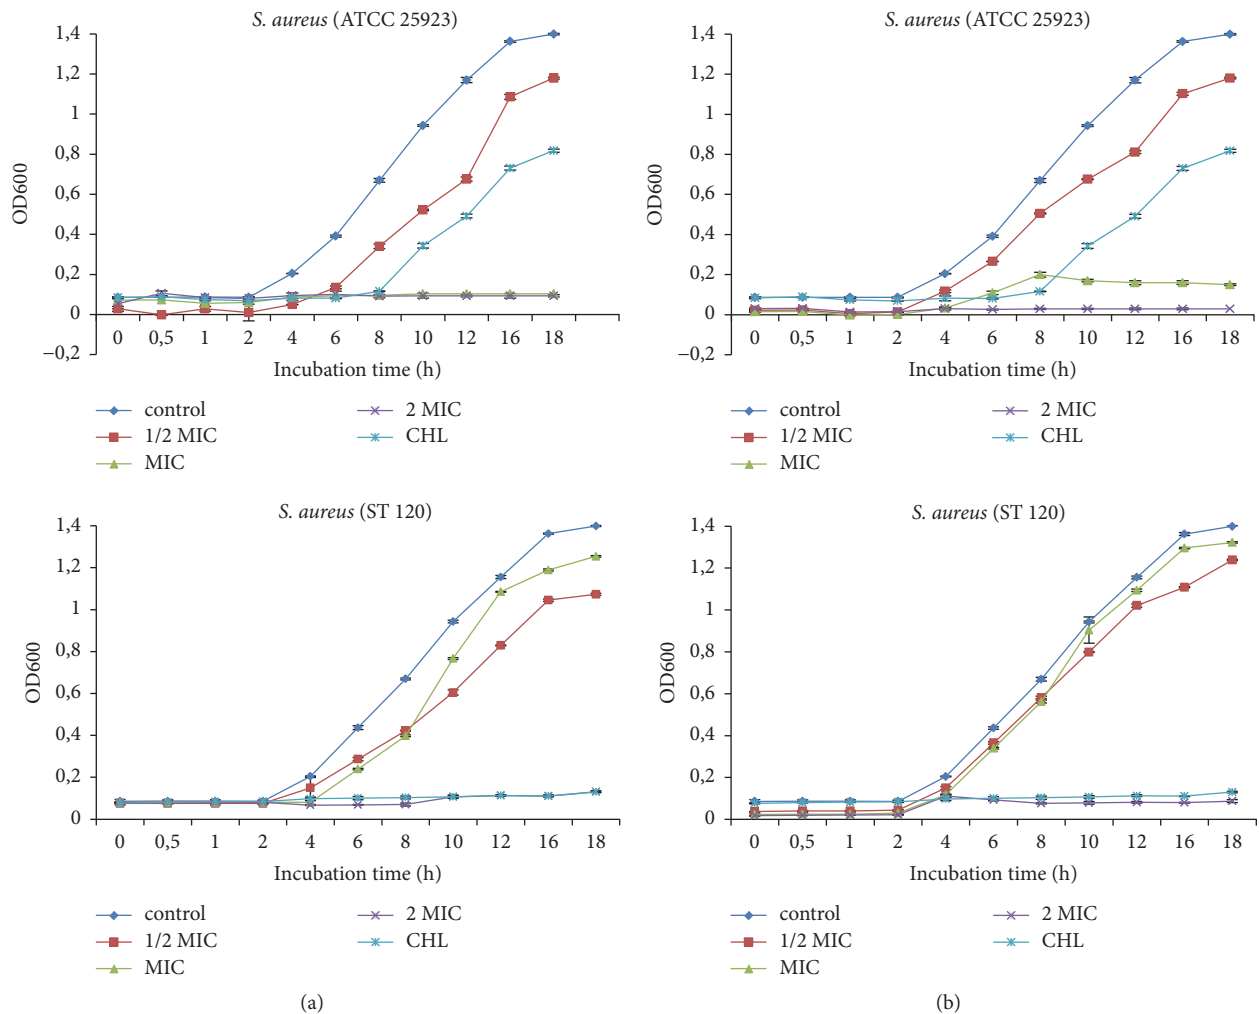 S. aureus (ATCC 25923)
1,4
1,2
1
0,8
0,6
0,4
0,2
0
−0,2
OD600
0 0,5 1 2 4 6 8 10 12 16 18
Incubation time (h)
control
1/2 MIC
MIC
2 MIC
CHL
S. aureus (ATCC 25923)
1,4
1,2
1
0,8
0,6
0,4
0,2
0
−0,2
OD600
0 0,5 1 2 4 6 8 10 12 16 18
Incubation time (h)
control
1/2 MIC
MIC
2 MIC
CHL
S. aureus (ST 120)
1,4
1,2
1
0,8
0,6
0,4
0,2
0
OD600
0 0,5 1 2 4 6 8 10 12 16 18
Incubation time (h)
control
1/2 MIC
MIC
2 MIC
CHL
(a)
S. aureus (ST 120)
1,4
1,2
1
0,8
0,6
0,4
0,2
0
OD600
0 0,5 1 2 4 6 8 10 12 16 18
Incubation time (h)
control
1/2 MIC
MIC
2 MIC
CHL
(b)